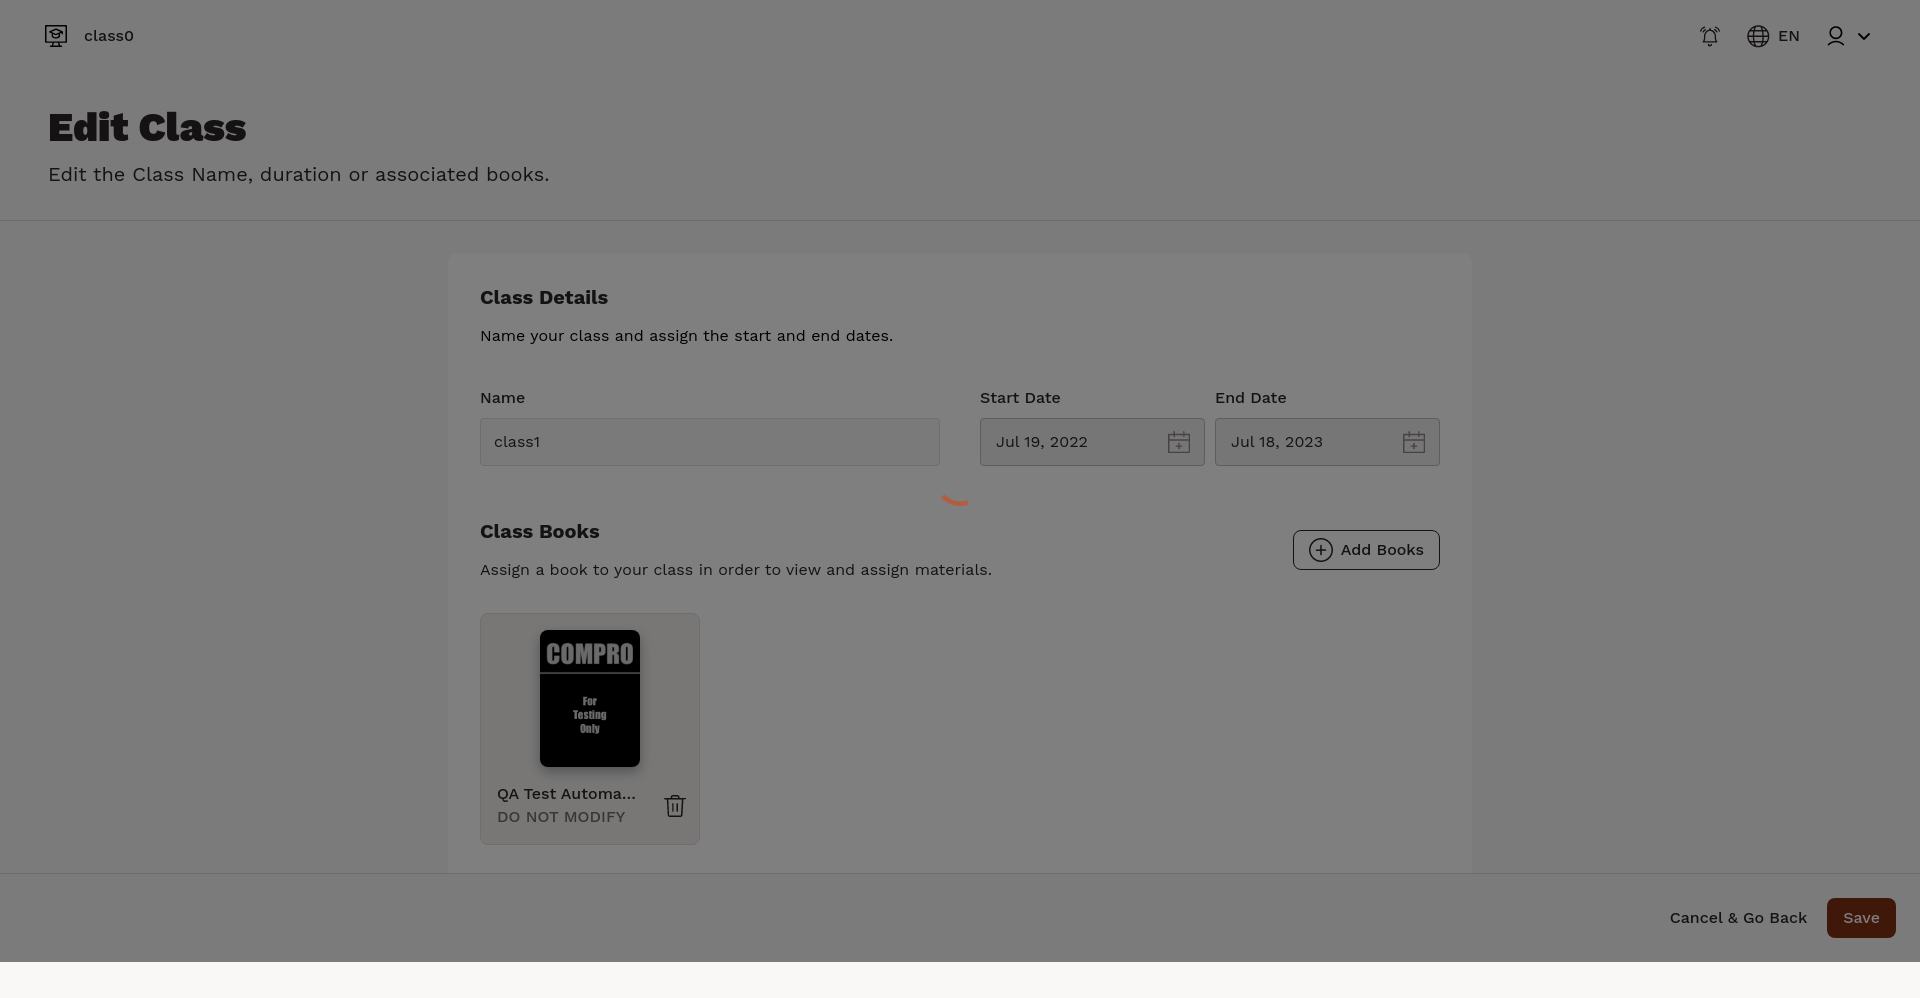 class0
EN
Edit Class
Edit the Class Name, duration or associated books.
Class Details
Name your class and assign the start and end dates.
Name
Start Date
End Date
class1
Jul 19, 2022
Jul 18, 2023
Class Books
Add Books
Assign a book to your class in order to view and assign materials.
COMPRO
For
Testing
Only
QA Test Automa...
DO NOT MODIFY
Cancel & Go Back
Save